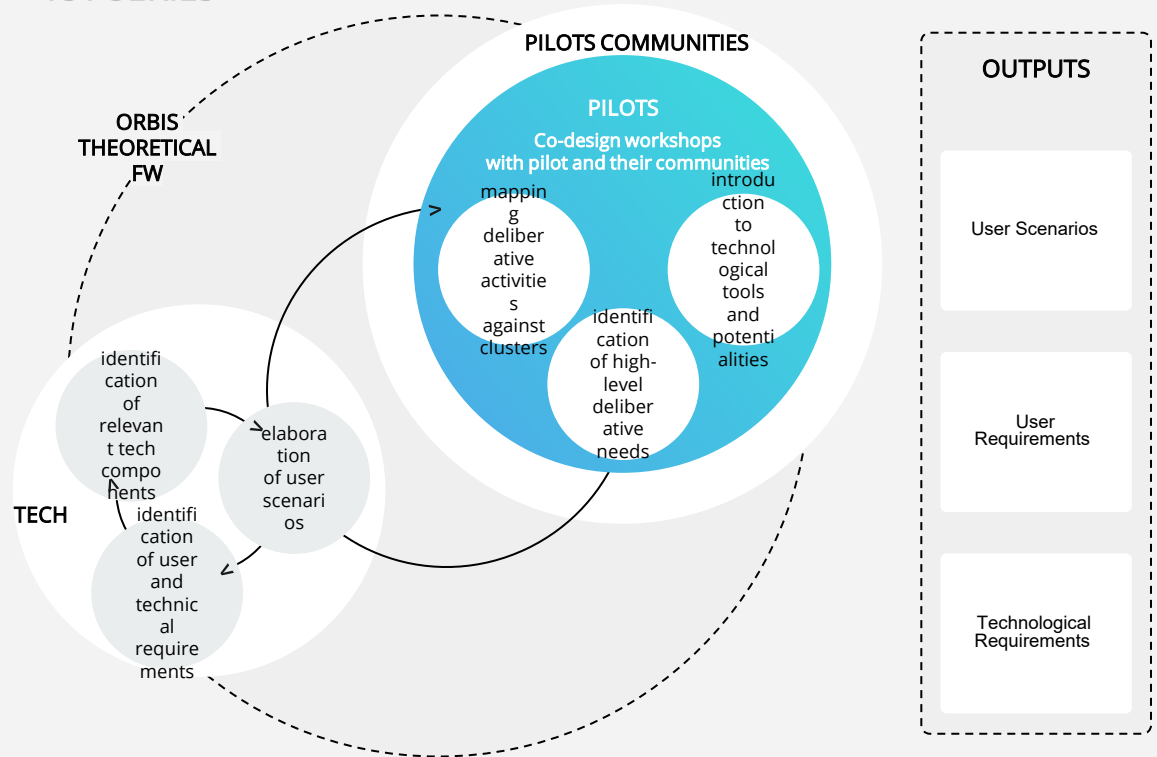 PILOTS COMMUNITIES
OUTPUTS
PILOTS
Co-design workshops
with pilot and their communities
ORBIS
THEORETICAL
FW
mappin
g
deliber
ative
activitie
s
against
clusters
introdu
ction
to
technol
ogical
tools
and
potenti
alities
identifi
cation
of high-
level
deliber
ative
needs
identifi
cation
of
relevan
t tech
compo
nents
elabora
tion
of user
scenari
os
TECH
identifi
cation
of user
and
technic
al
require
ments
User Scenarios
User
Requirements
Technological
Requirements